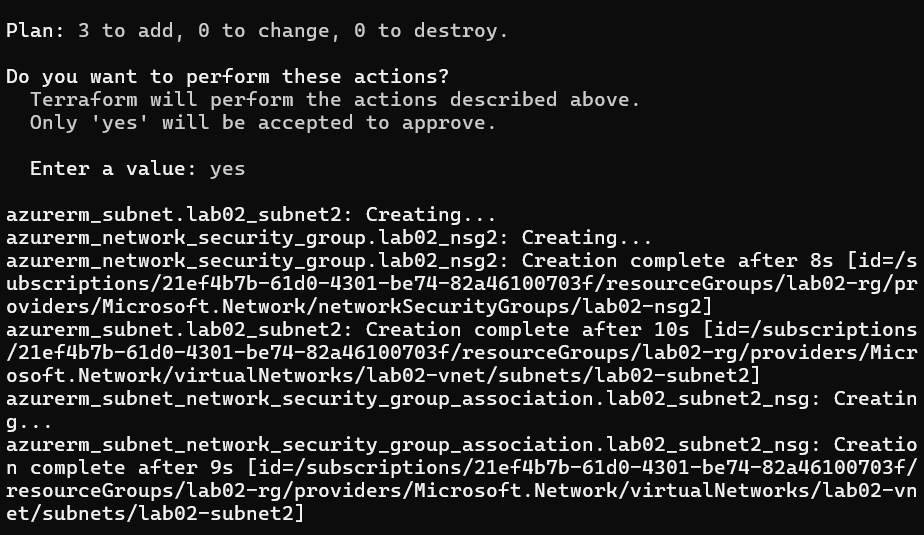 Plan: 3 to add, 0 to change, 0 to destroy.
Do you want to perform these actions?
Terraform will perform the actions described above.
Only 'yes' will be accepted to approve.
Enter a value: yes
azurerm_subnet.lab02_subnet2: Creating...
azurerm_network_security_group.lab02_nsg2: Creating...
azurerm_network_security_group.lab02_nsg2: Creation complete after 8s [id=/s
ubscriptions/21ef4b7b-61d0-4301-be74-82a46100703f/resourceGroups/lab02-rg/pr
oviders/Microsoft.Network/networkSecurityGroups/lab02-nsg2]
azurerm_subnet.lab02_subnet2: Creation complete after 10s [id=/subscriptions
/21ef4b7b-61d0-4301-be74-82a46100703f/resourceGroups/lab02-rg/providers/Micr
osoft.Network/virtualNetworks/lab02-vnet/subnets/lab02-subnet2]
azurerm_subnet_network_security_group_association.lab02_subnet2_nsg: Creatin
g...
azurerm_subnet_network_security_group_association.lab02_subnet2_nsg: Creatio
n complete after 9s [id=/subscriptions/21ef4b7b-61d0-4301-be74-82a46100703f/
resourceGroups/lab02-rg/providers/Microsoft.Network/virtualNetworks/lab02-vn
et/subnets/lab02-subnet2]